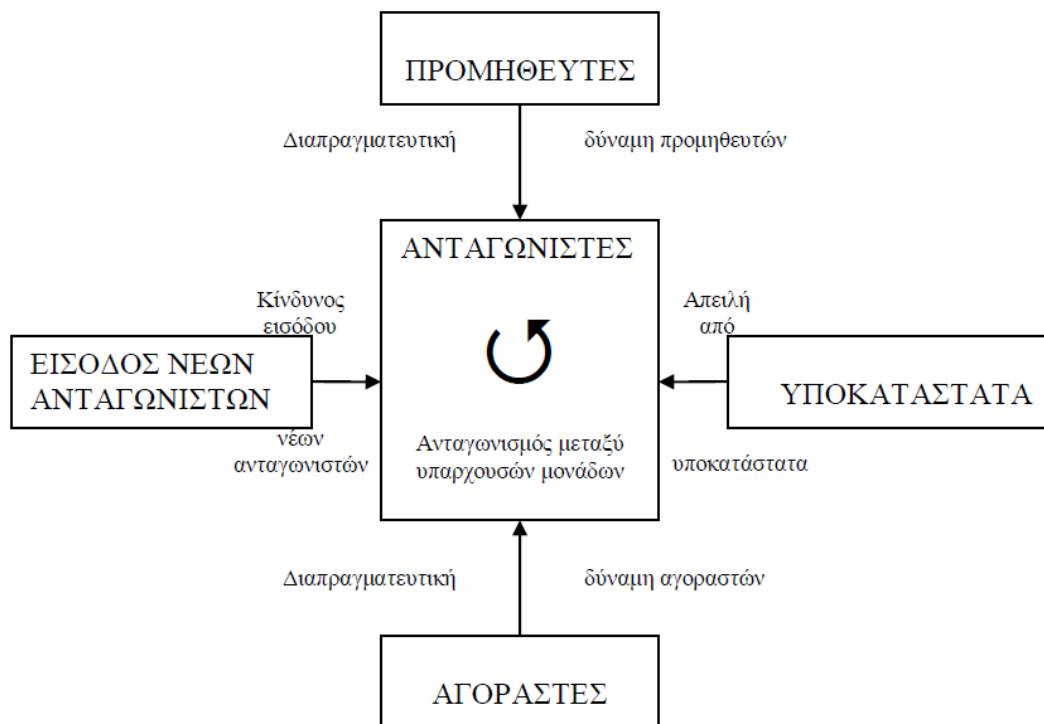 ΠΡΟΜΗΘΕΥΤΕΣ
Διαπραγματευτική δύναμη προμηθευτών
ΑΝΤΑΓΩΝΙΣΤΕΣ
Κίνδυνος
εισόδου
Απειλή
από
ΕΙΣΟΔΟΣ ΝΕΩΝ
ΑΝΤΑΓΩΝΙΣΤΩΝ
ΥΠΟΚΑΤΑΣΤΑΤΑ
νέων
ανταγωνιστών
Ανταγωνισμός μεταξύ
υπαρχουσών μονάδων
υποκατάστατα
Διαπραγματευτική δύναμη αγοραστών
ΑΓΟΡΑΣΤΕΣ